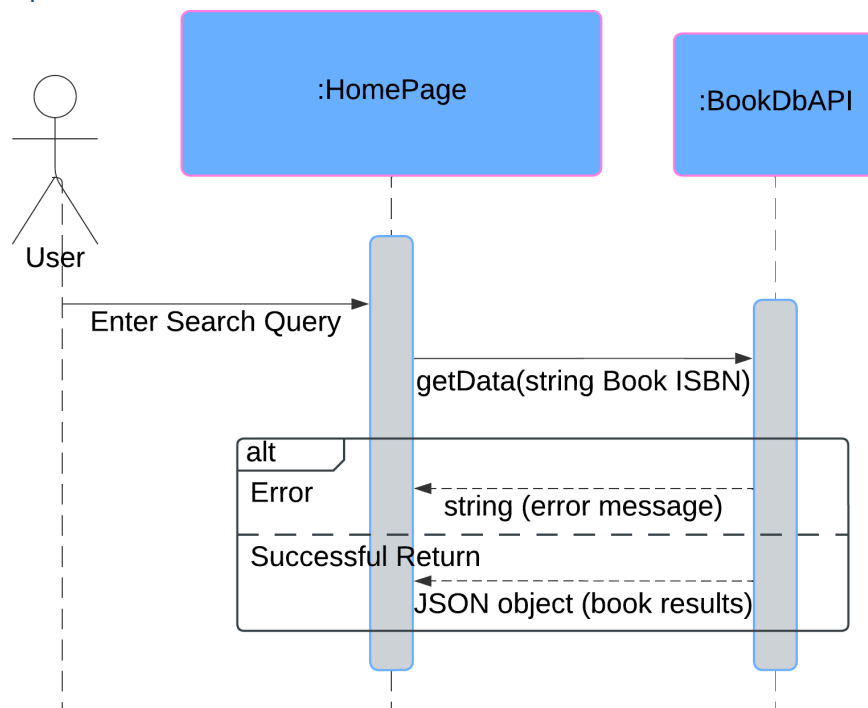 :HomePage
:BookDbAPI
User
Enter Search Query
getData(string Book ISBN)
alt
Error
string (error message)
Successful Return
JSON object (book results)